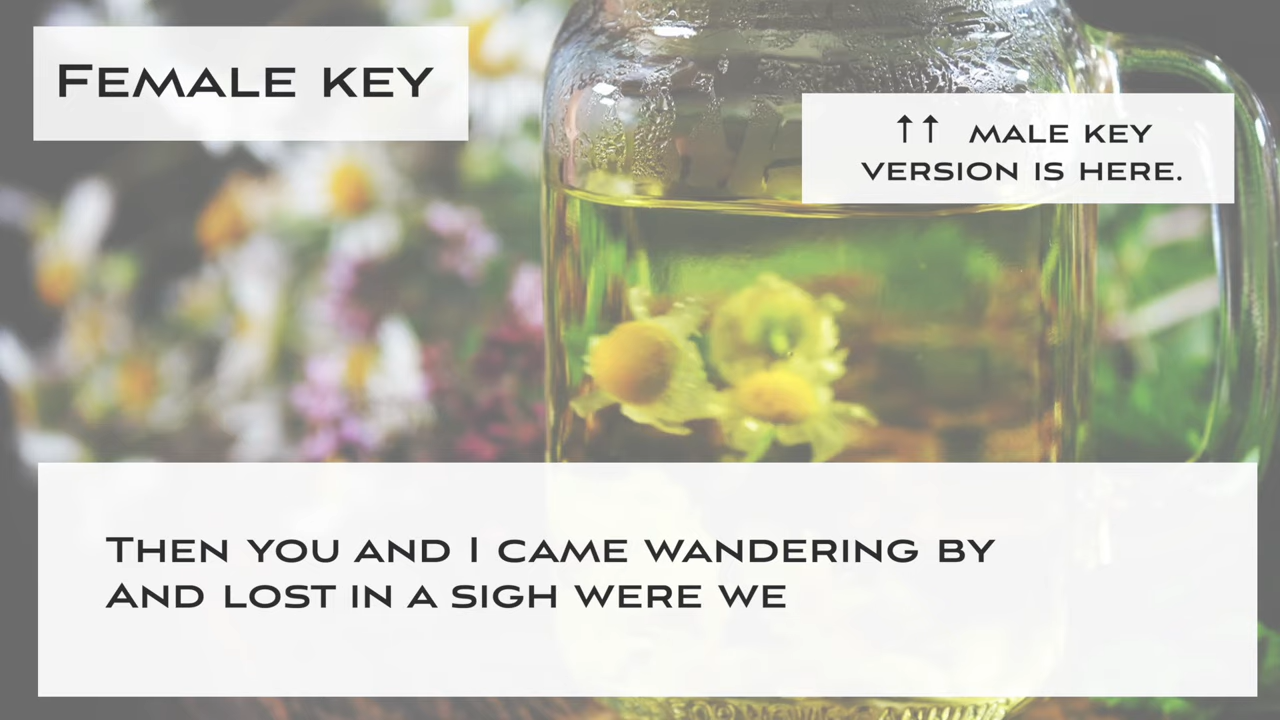 Female key
↑↑ male key
version is here.
Then you and I came wandering by
And lost in a sigh were we